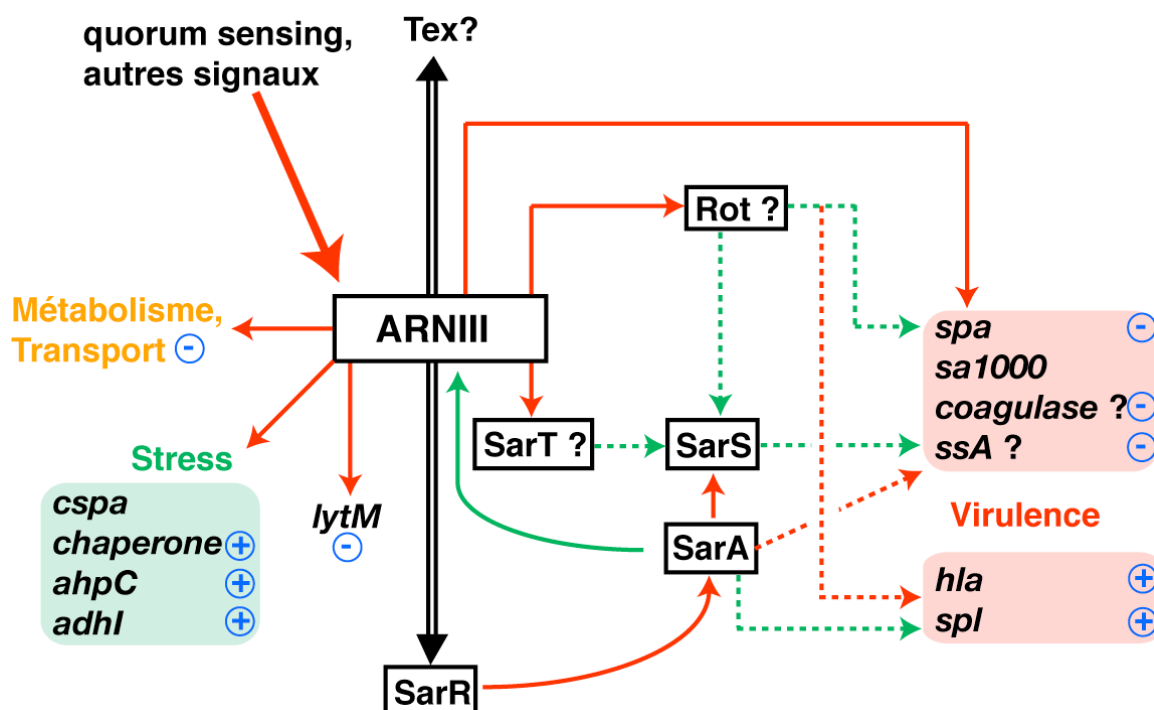 quorum sensing,
autres signaux
Tex?
Rot ?
Métabolisme,
Transport -
ARNIII
spa -
sa1000
coagulase ? -
ssA ? -
SarT ?
SarS
Stress
cspa
chaperone +
ahpC +
adhI +
lytM
-
SarA
Virulence
hla +
spl +
SarR